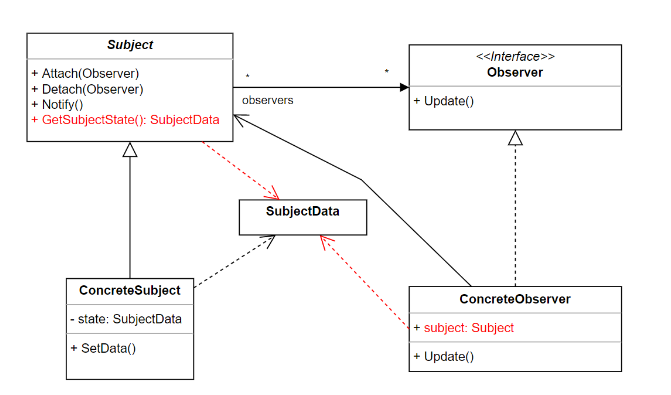 Subject
+ Attach(Observer)
+ Detach(Observer)
+ Notify()
+ GetSubjectState(): SubjectData
*
*
observers
<<Interface>>
Observer
+ Update()
SubjectData
ConcreteSubject
- state: SubjectData
+ SetData()
ConcreteObserver
+ subject: Subject
+ Update()